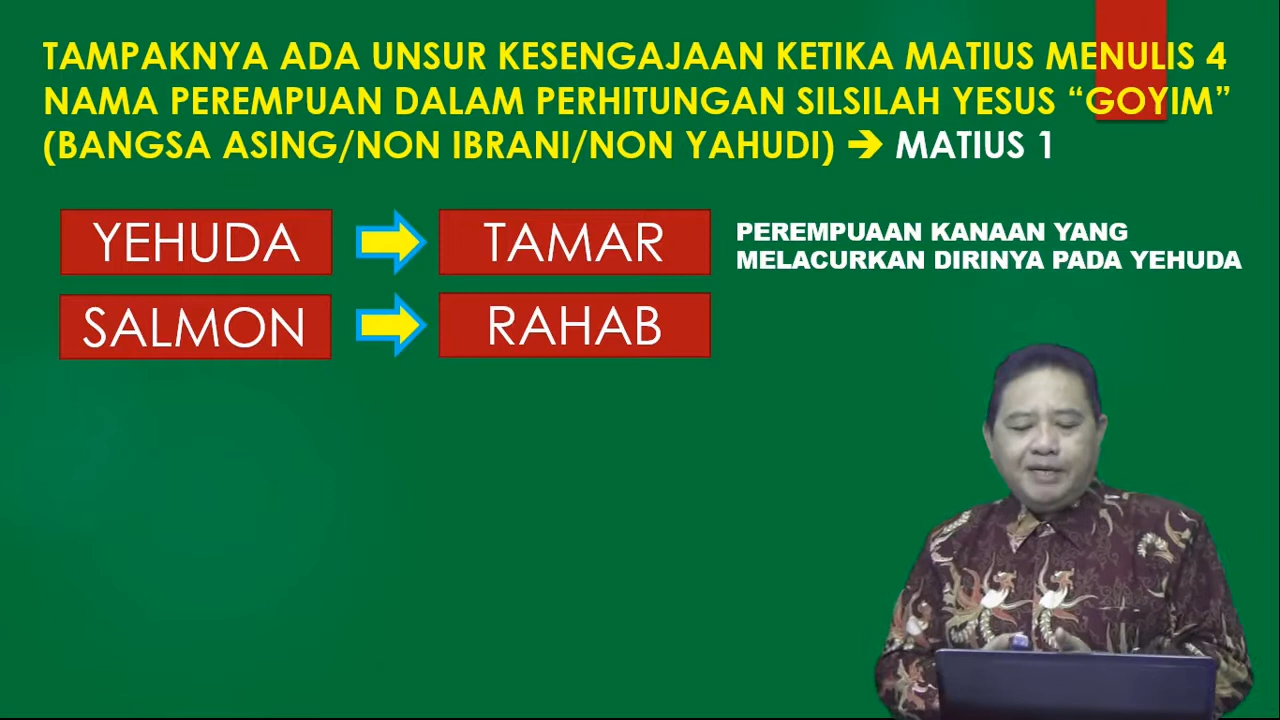 TAMPAKNYA ADA UNSUR KESENGAJAAN KETIKA MATIUS MENULIS 4
NAMA PEREMPUAN DALAM PERHITUNGAN SILSILAH YESUS “GOYIM”
(BANGSA ASING/NON IBRANI/NON YAHUDI) ➔ MATIUS 1
YEHUDA
TAMAR
PEREMPUAAN KANAAN YANG
MELACURKAN DIRINYA PADA YEHUDA
SALMON
RAHAB